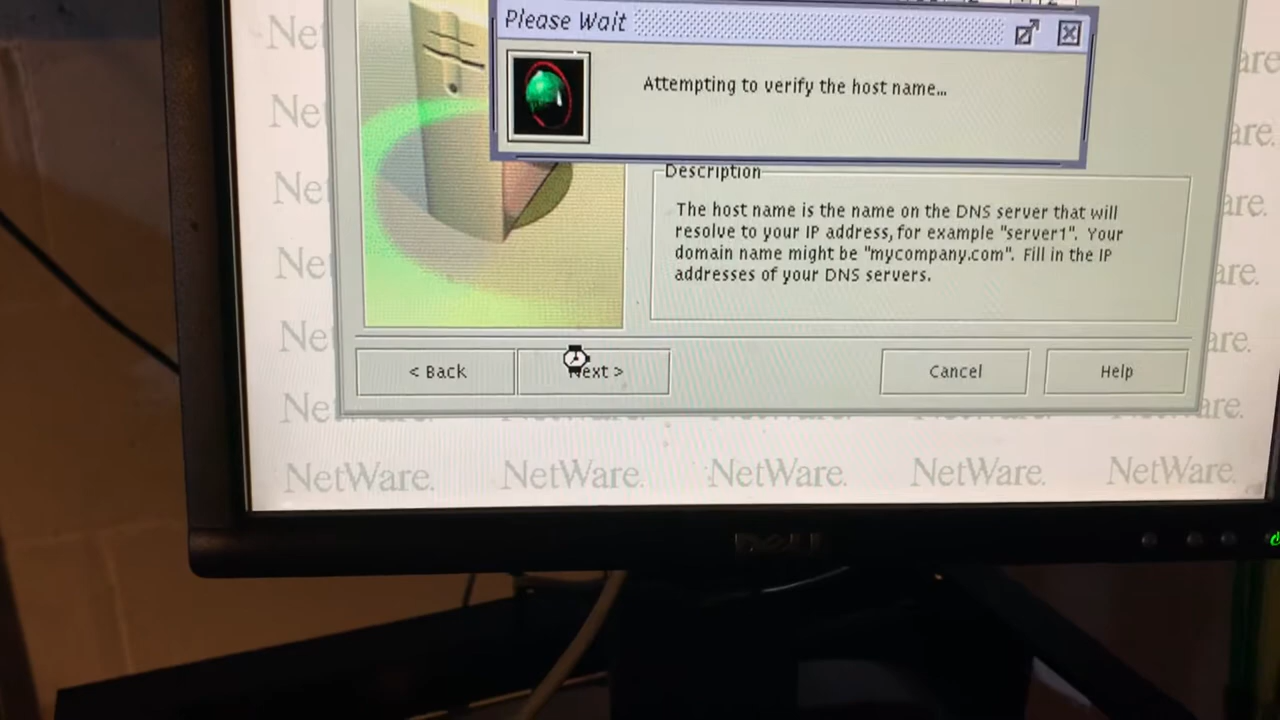 Please Wait
Attempting to verify the host name...
Description
The host name is the name on the DNS server that will
resolve to your IP address, for example "server1". Your
domain name might be "mycompany.com". Fill in the IP
addresses of your DNS servers.
< Back
Next >
Cancel
Help
NetWare.
NetWare.
NetWare.
NetWare.
NetWare.
DELL